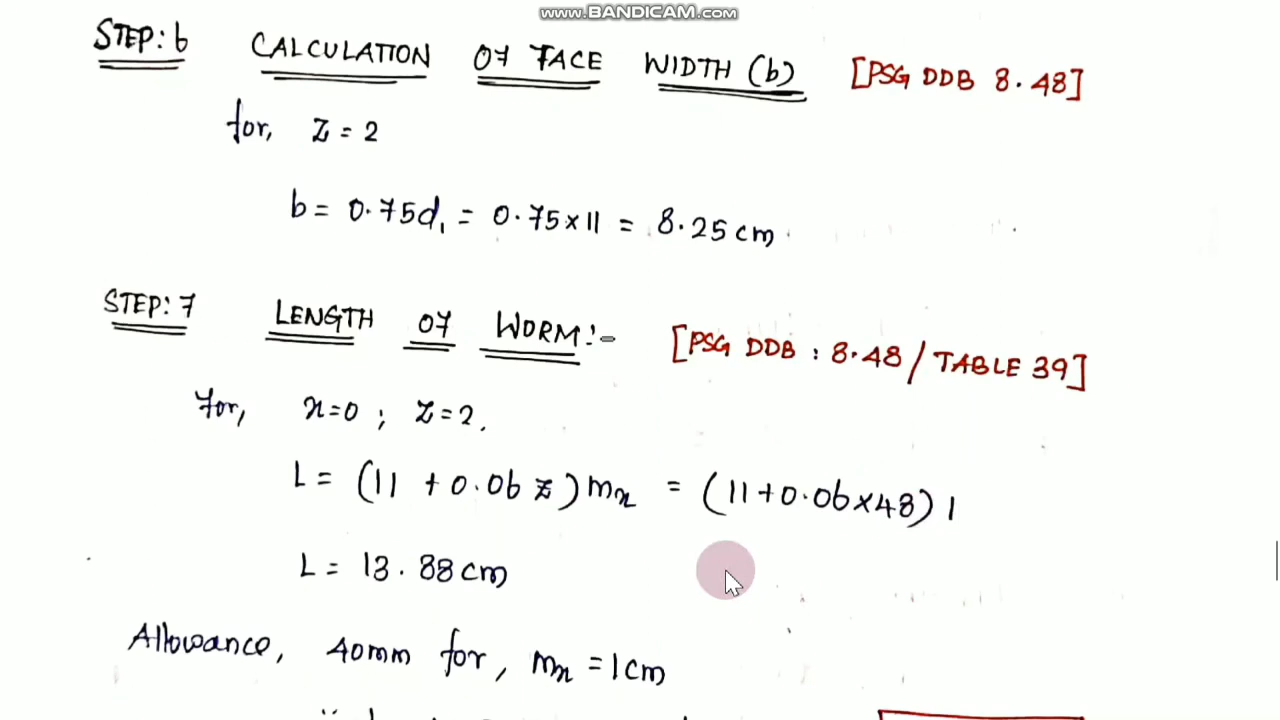 www.BANDICAM.com
STEP:6 CALCULATION OF FACE WIDTH (b) [PSG DDB 8.48]
for, Z = 2
b = 0.75d₁ = 0.75×11 = 8.25 cm.
STEP:7 LENGTH OF WORM:- [PSG DDB : 8.48/ TABLE 39]
For, x=0 ; Z=2.
L = (11 + 0.06 z) mₓ = (11+0.06×48) 1
L = 13.88 cm
Allowance, 40mm for, mₓ = 1cm